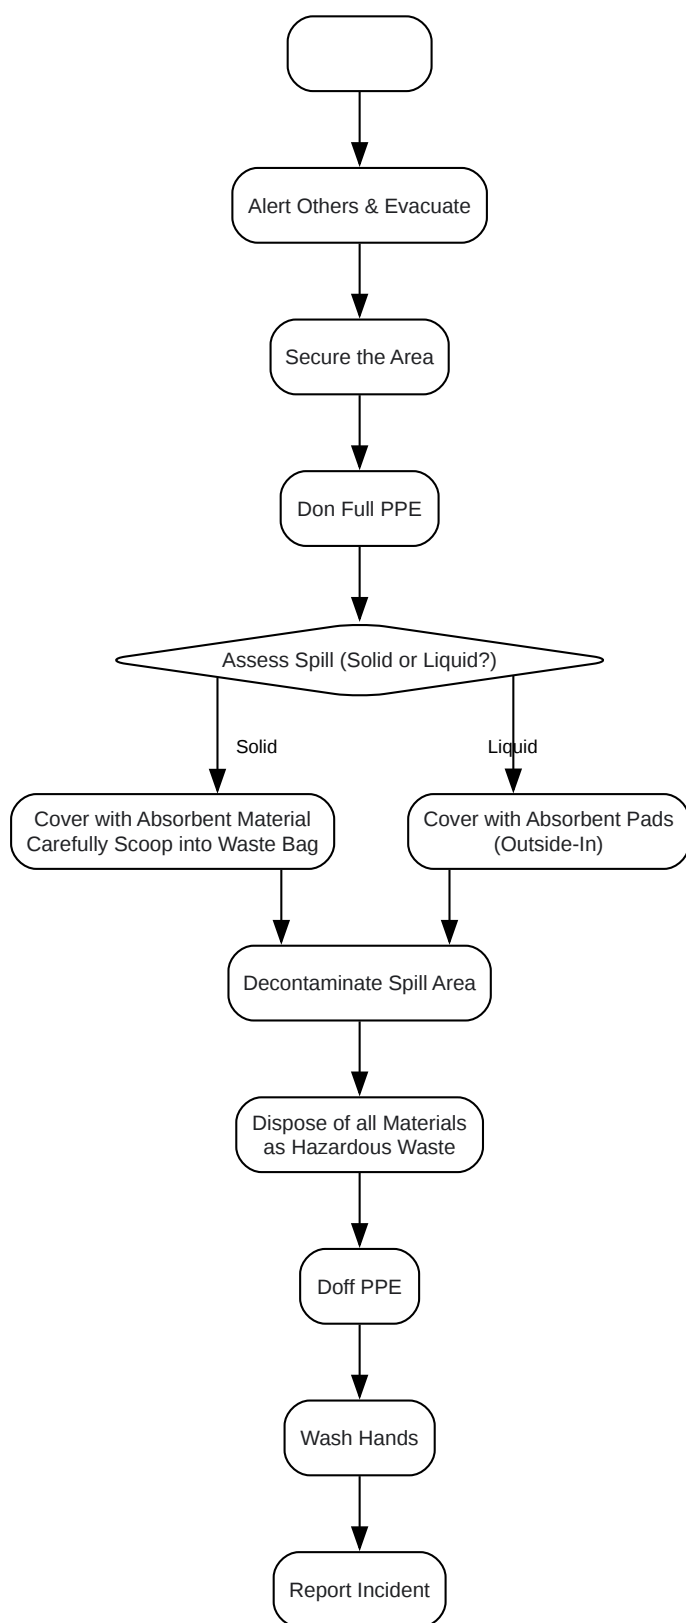 Alert Others & Evacuate
Secure the Area
Don Full PPE
Assess Spill (Solid or Liquid?)
Solid
Liquid
Cover with Absorbent Material
Carefully Scoop into Waste Bag
Cover with Absorbent Pads
(Outside-In)
Decontaminate Spill Area
Dispose of all Materials
as Hazardous Waste
Doff PPE
Wash Hands
Report Incident